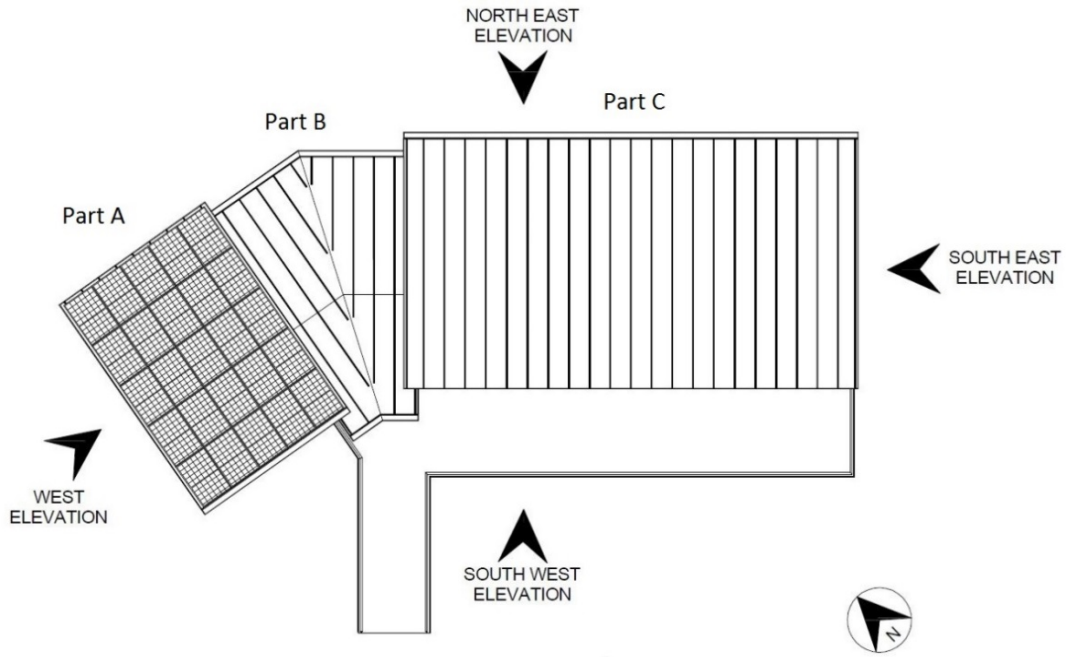 NORTH EAST
ELEVATION
Part C
Part B
Part A
SOUTH EAST
ELEVATION
WEST
ELEVATION
SOUTH WEST
ELEVATION
N